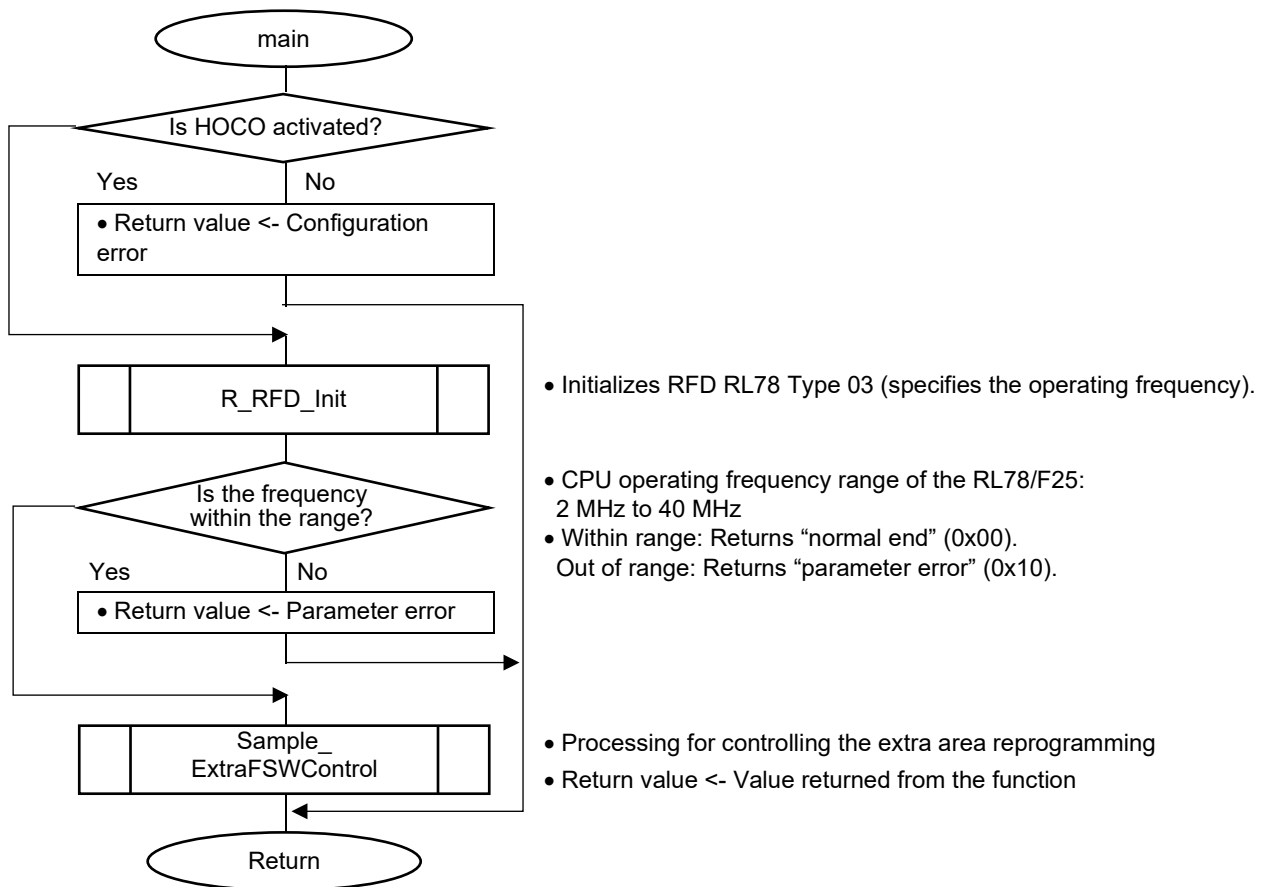 main
Is HOCO activated?
Yes
No
• Return value <- Configuration
error
R_RFD_Init
• Initializes RFD RL78 Type 03 (specifies the operating frequency).
Is the frequency
within the range?
• CPU operating frequency range of the RL78/F25:
2 MHz to 40 MHz
• Within range: Returns “normal end” (0x00).
Out of range: Returns “parameter error” (0x10).
Yes
No
• Return value <- Parameter error
Sample_
ExtraFSWControl
• Processing for controlling the extra area reprogramming
• Return value <- Value returned from the function
Return